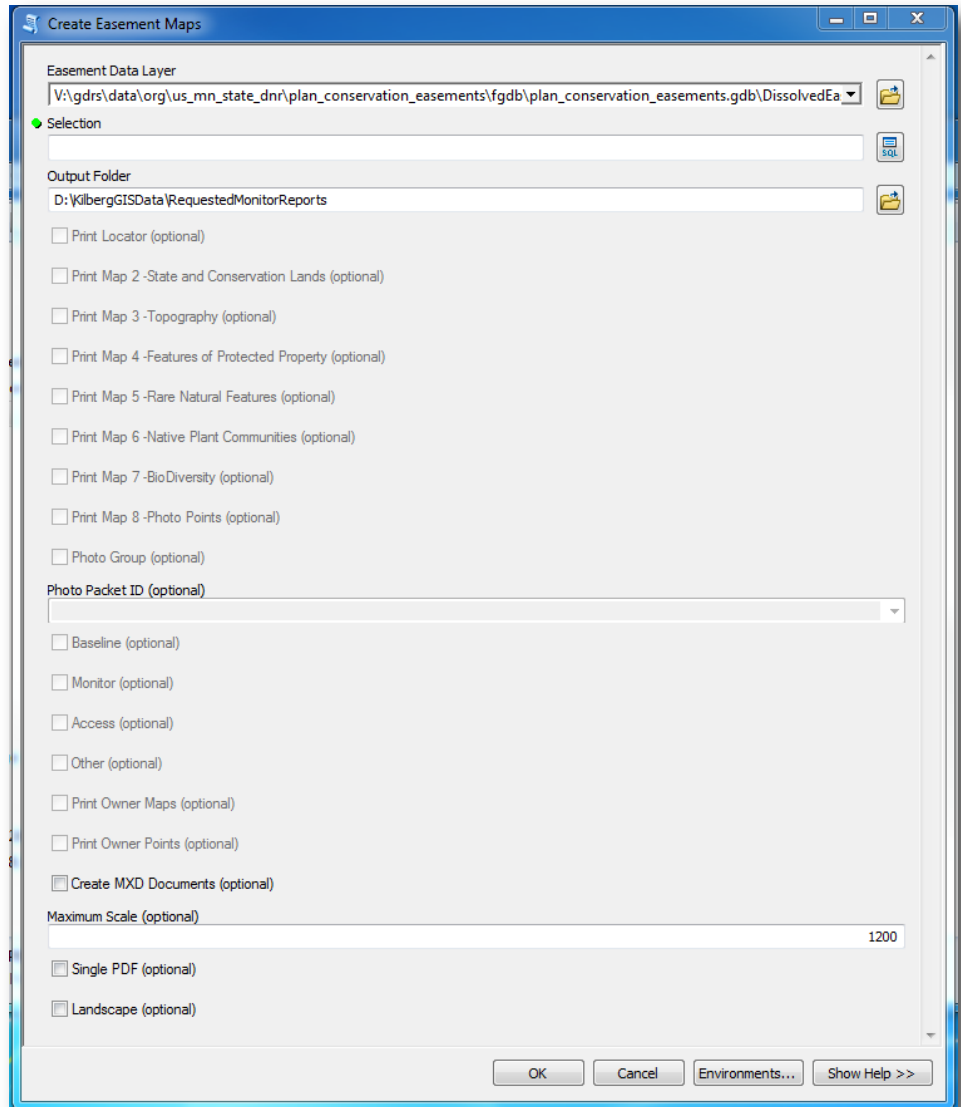 Create Easement Maps
Easement Data Layer
V:\gdrs\data\org\us_mn_state_dnr\plan_conservation_easements\fgdb\plan_conservation_easements.gdb\DissolvedEa
Selection
SQL
Output Folder
D:\KilbergGISData\RequestedMonitorReports
Print Locator (optional)
Print Map 2 -State and Conservation Lands (optional)
Print Map 3 -Topography (optional)
Print Map 4 -Features of Protected Property (optional)
Print Map 5 -Rare Natural Features (optional)
Print Map 6 -Native Plant Communities (optional)
Print Map 7 -BioDiversity (optional)
Print Map 8 -Photo Points (optional)
Photo Group (optional)
Photo Packet ID (optional)
Baseline (optional)
Monitor (optional)
Access (optional)
Other (optional)
Print Owner Maps (optional)
Print Owner Points (optional)
Create MXD Documents (optional)
Maximum Scale (optional)
1200
Single PDF (optional)
Landscape (optional)
OK Cancel Environments... Show Help >>